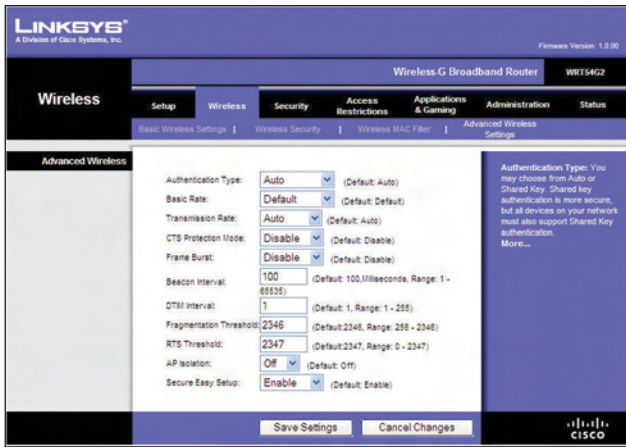 LINKSYS®
A Division of Cisco Systems, Inc.
Firmware Version: 1.0.00
Wireless-G Broadband Router WRT54G2
Wireless
Setup Wireless Security Access Restrictions Applications & Gaming Administration Status
Basic Wireless Settings | Wireless Security | Wireless MAC Filter | Advanced Wireless Settings
Advanced Wireless
Authentication Type: Auto (Default: Auto)
Basic Rate: Default (Default: Default)
Transmission Rate: Auto (Default: Auto)
CTS Protection Mode: Disable (Default: Disable)
Frame Burst: Disable (Default: Disable)
Beacon Interval: 100 (Default: 100,Milliseconds, Range: 1 -
65535)
DTIM Interval: 1 (Default: 1, Range: 1 - 255)
Fragmentation Threshold: 2346 (Default:2346, Range: 256 - 2346)
RTS Threshold: 2347 (Default:2347, Range: 0 - 2347)
AP Isolation: Off (Default: Off)
Secure Easy Setup: Enable (Default: Enable)
Authentication Type: You
may choose from Auto or
Shared Key. Shared key
authentication is more secure,
but all devices on your network
must also support Shared Key
authentication.
More...
Save Settings Cancel Changes
CISCO